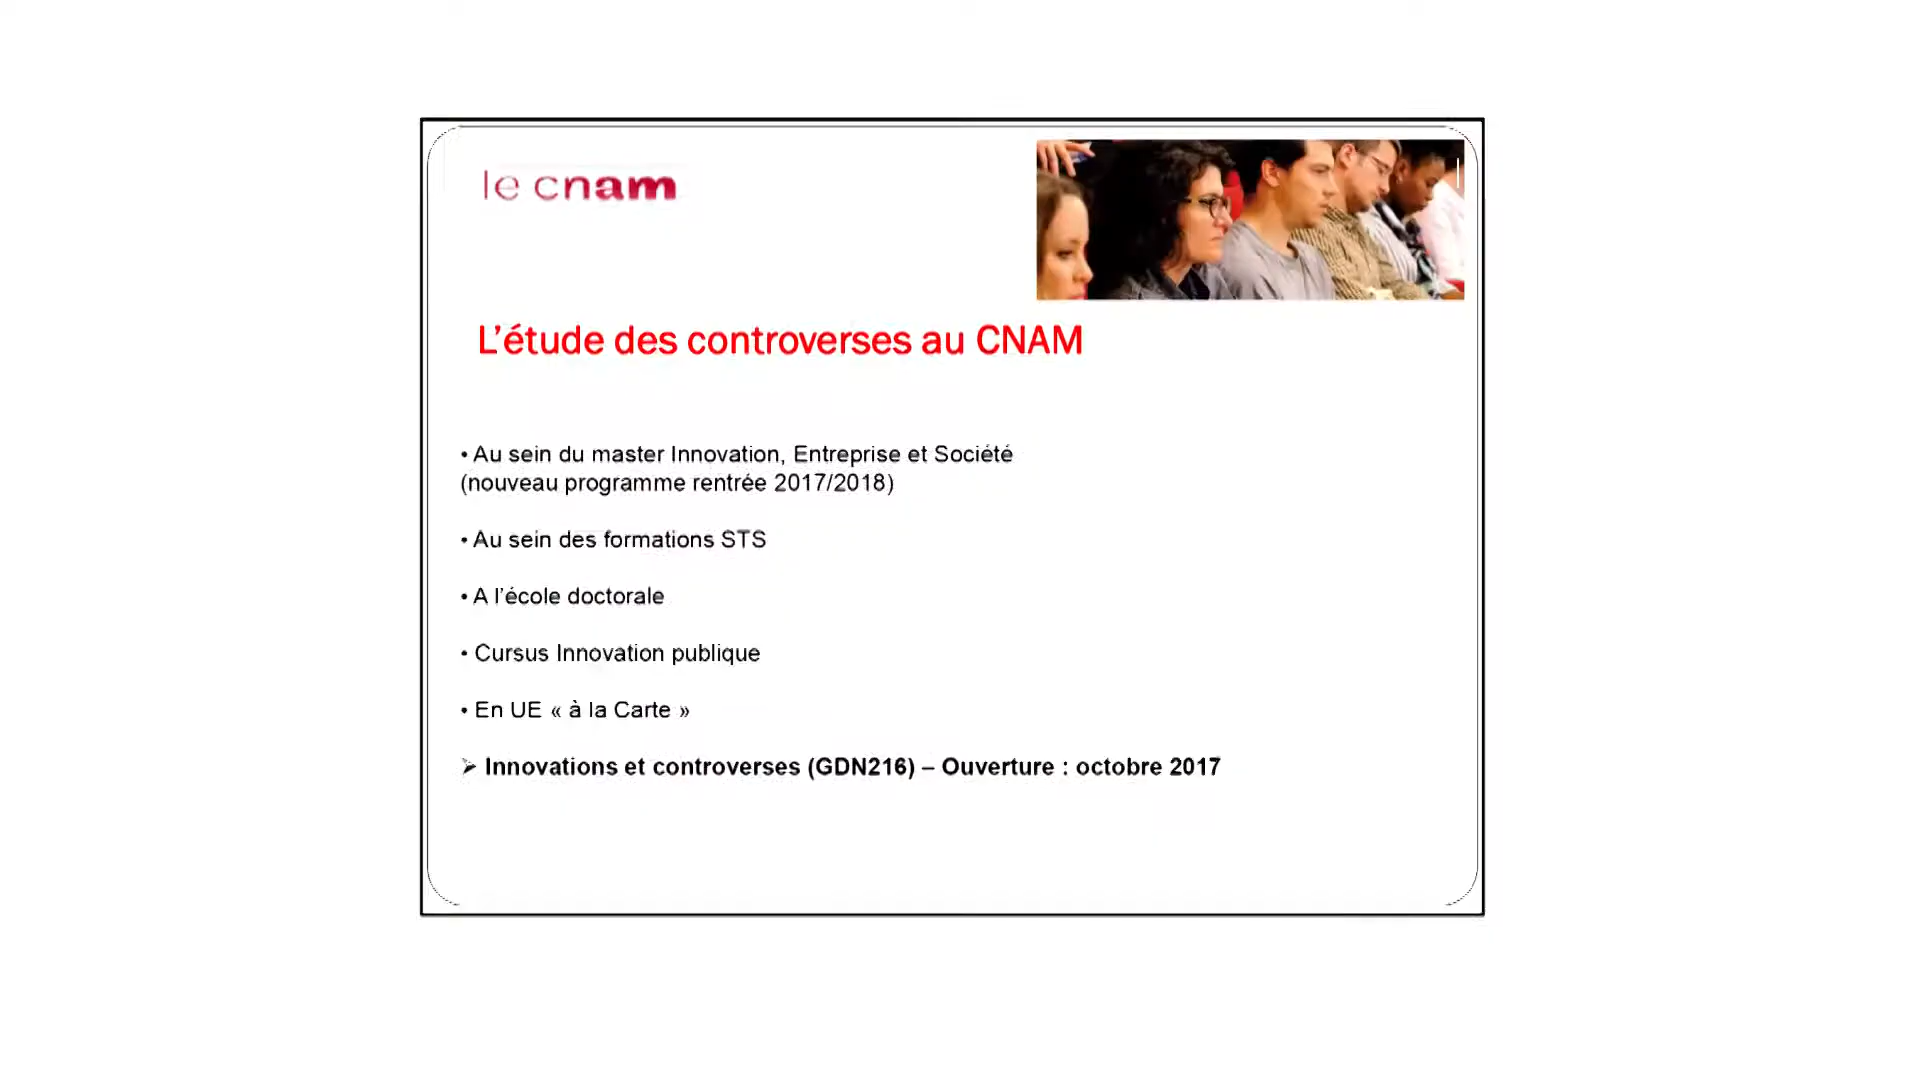 le cnam
L’étude des controverses au CNAM
• Au sein du master Innovation, Entreprise et Société
(nouveau programme rentrée 2017/2018)
• Au sein des formations STS
• A l’école doctorale
• Cursus Innovation publique
• En UE « à la Carte »
➢ Innovations et controverses (GDN216) – Ouverture : octobre 2017